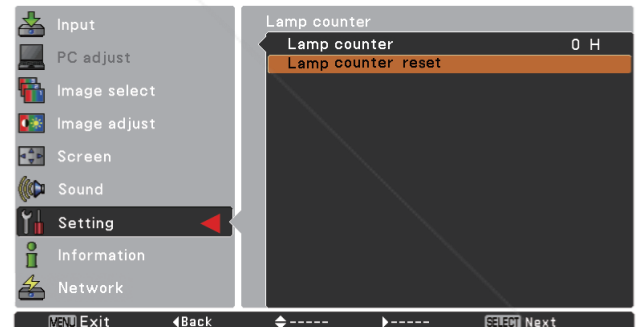 Input
PC adjust
Image select
Image adjust
Screen
Sound
Setting
Information
Network
Lamp counter
Lamp counter 0 H
Lamp counter reset
MENU Exit ◀Back ◆----- ▶----- SELECT Next